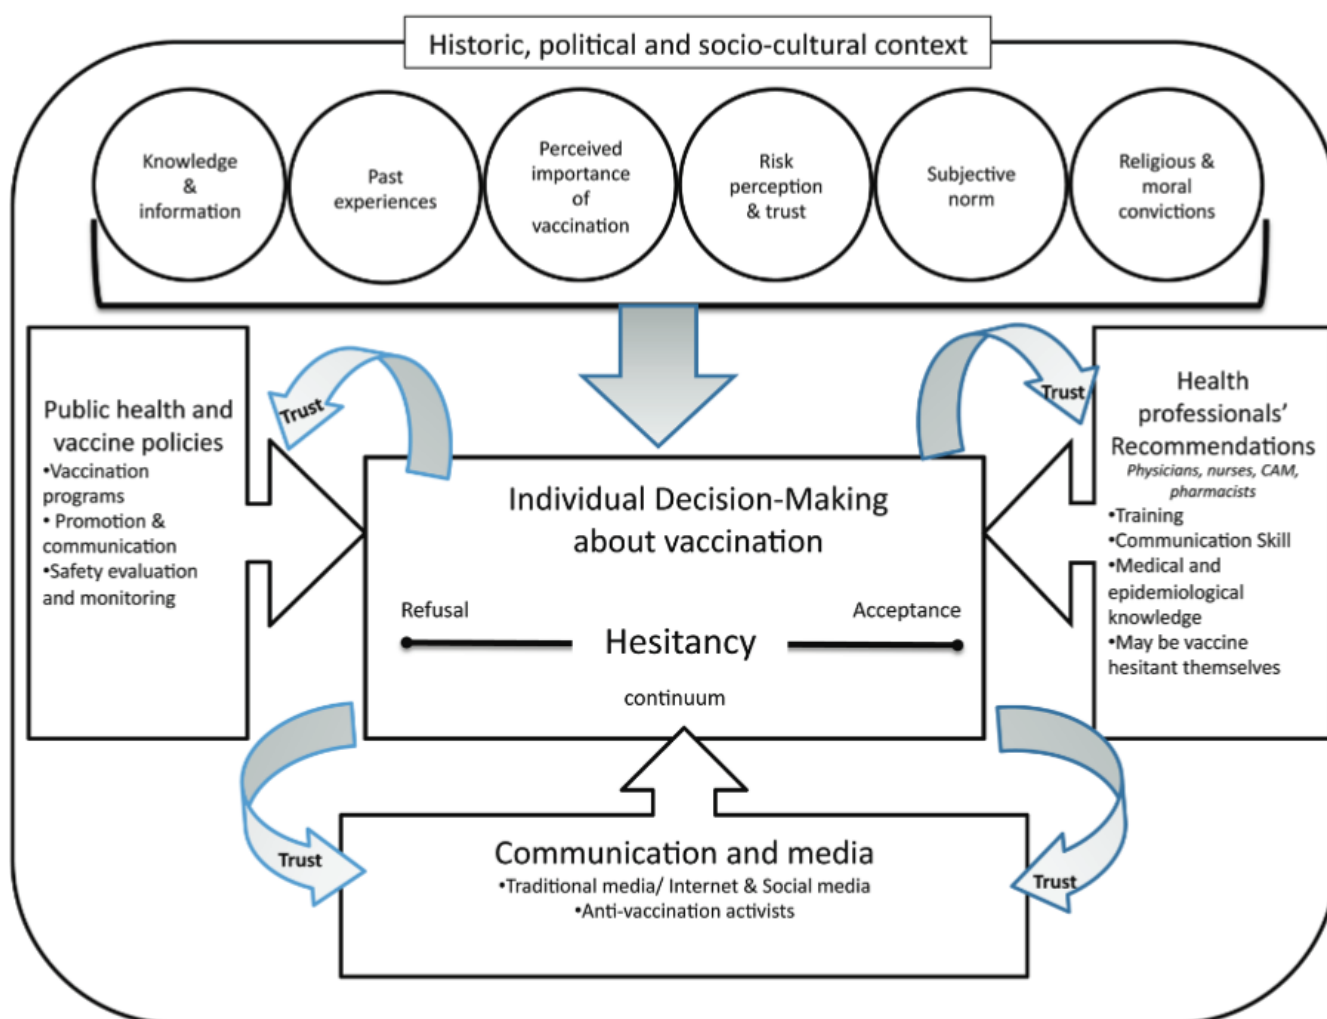 Historic, political and socio-cultural context
Knowledge
&
information
Past
experiences
Perceived
importance
of
vaccination
Risk
perception
& trust
Subjective
norm
Religious &
moral
convictions
Public health and
vaccine policies
•Vaccination
programs
• Promotion &
communication
•Safety evaluation
and monitoring
Trust
Trust
Health
professionals’
Recommendations
Physicians, nurses, CAM,
pharmacists
•Training
•Communication Skill
•Medical and
epidemiological
knowledge
•May be vaccine
hesitant themselves
Individual Decision-Making
about vaccination
Refusal
Acceptance
Hesitancy
continuum
Trust
Trust
Communication and media
•Traditional media/ Internet & Social media
•Anti-vaccination activists